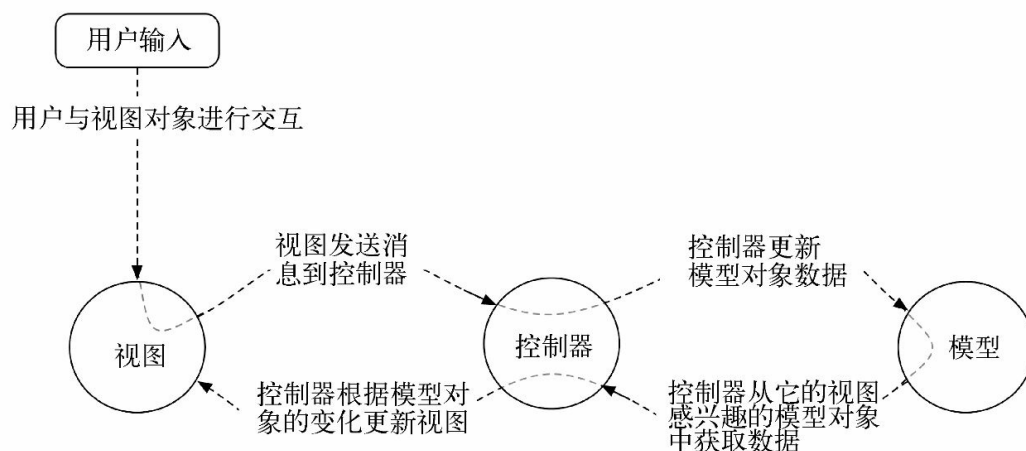 用户输入
用户与视图对象进行交互
视图发送消
息到控制器
控制器更新
模型对象数据
视图
控制器
模型
控制器根据模型对
象的变化更新视图
控制器从它的视图
感兴趣的模型对象
中获取数据